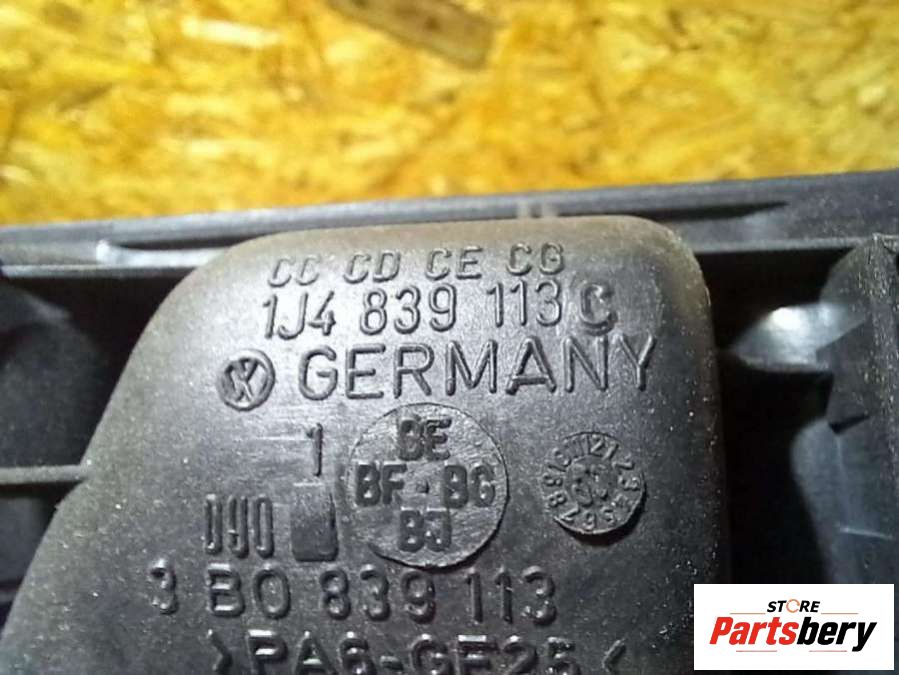 CC CD CE CG
1J4 839 113 C
GERMANY
1
BE
BF - BG
BJ
3 B0 839 113
>PA6-GF25<
STORE
Partsbery